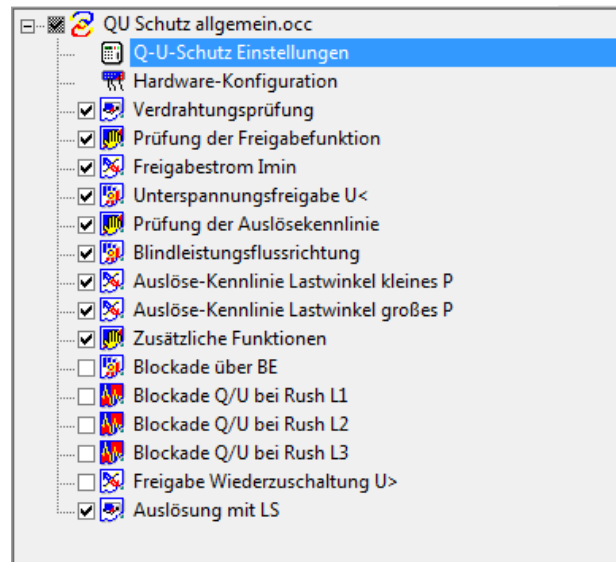 QU Schutz allgemein.occ
Q-U-Schutz Einstellungen
Hardware-Konfiguration
Verdrahtungsprüfung
Prüfung der Freigabefunktion
Freigabestrom Imin
Unterspannungsfreigabe U<
Prüfung der Auslösekennlinie
Blindleistungsflussrichtung
Auslöse-Kennlinie Lastwinkel kleines P
Auslöse-Kennlinie Lastwinkel großes P
Zusätzliche Funktionen
Blockade über BE
Blockade Q/U bei Rush L1
Blockade Q/U bei Rush L2
Blockade Q/U bei Rush L3
Freigabe Wiederzuschaltung U>
Auslösung mit LS